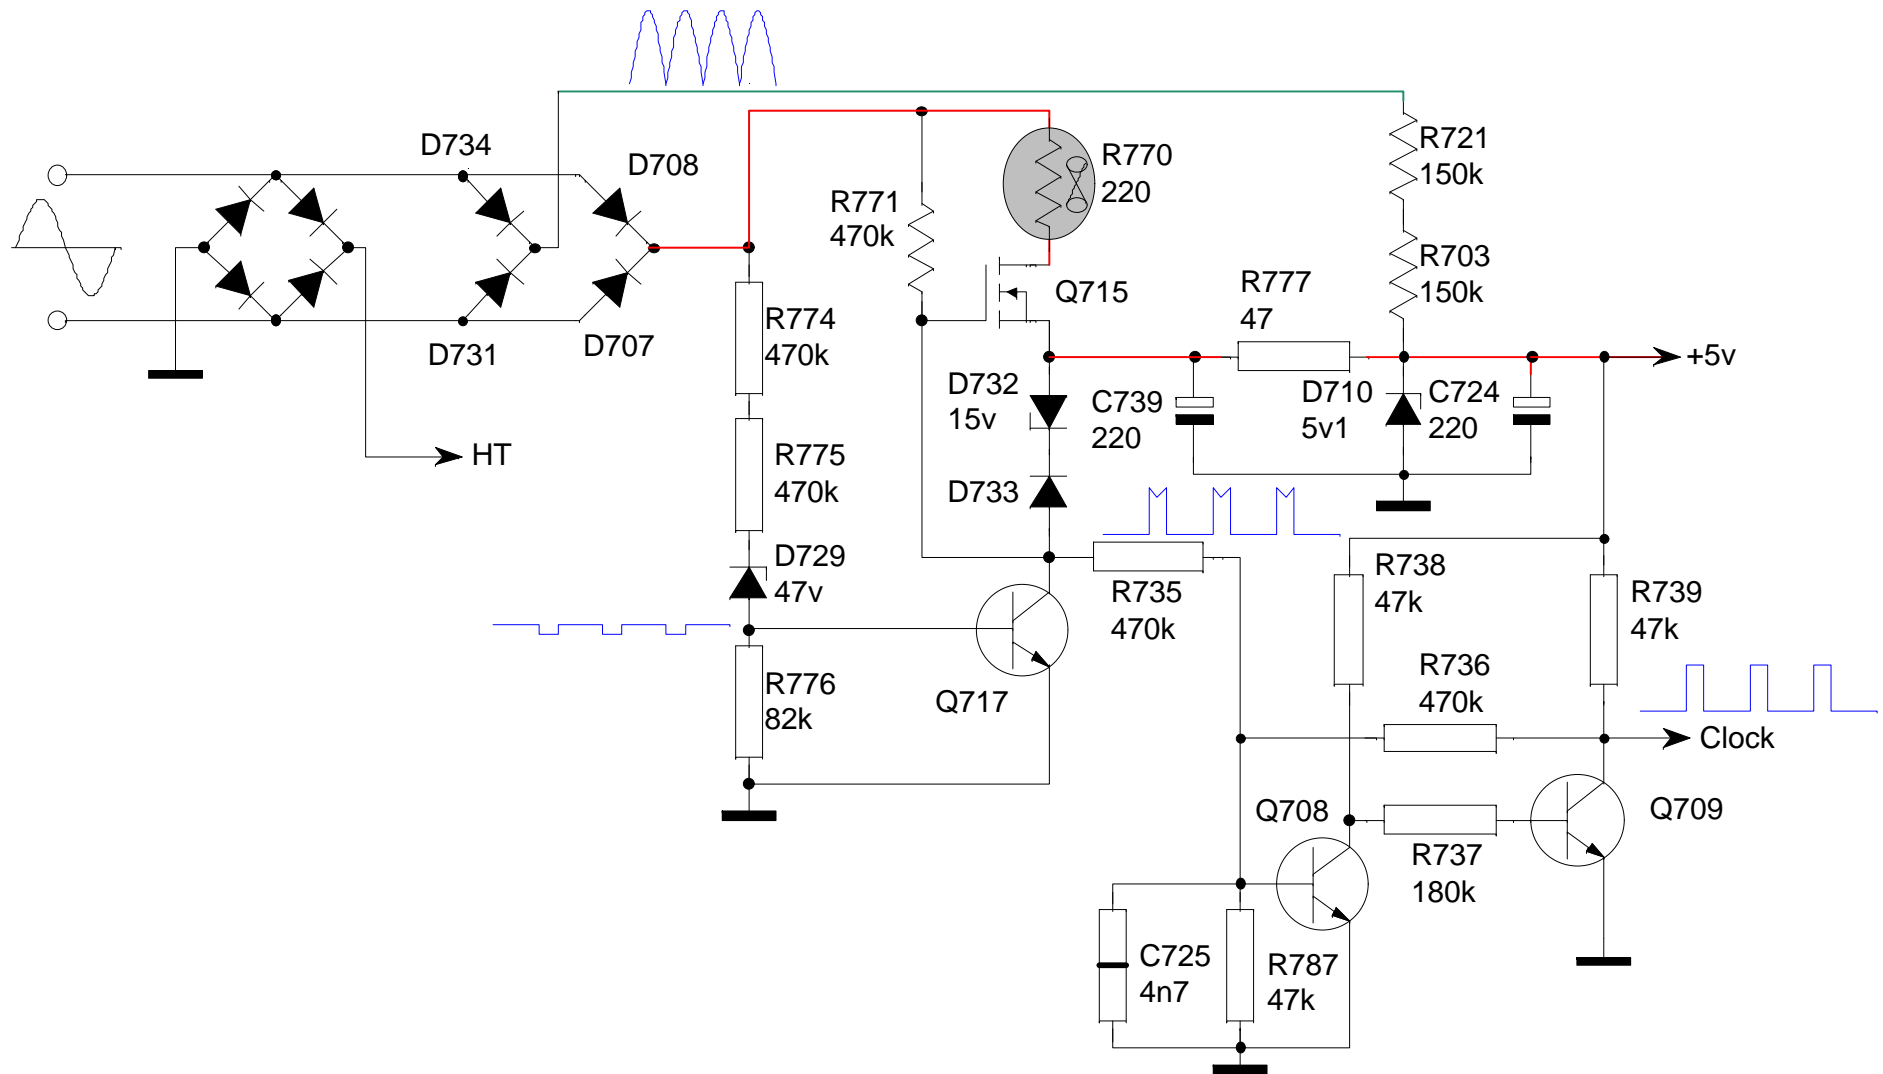 D734
D708
R721
150k
R770
220
R771
470k
R703
150k
R777
47
Q715
R774
470k
D731
D707
+5v
D732
15v
C739
220
D710
5v1
C724
220
HT
R775
470k
D733
D729
47v
R735
470k
R738
47k
R739
47k
R776
82k
Q717
R736
470k
Clock
Q708
Q709
R737
180k
C725
4n7
R787
47k